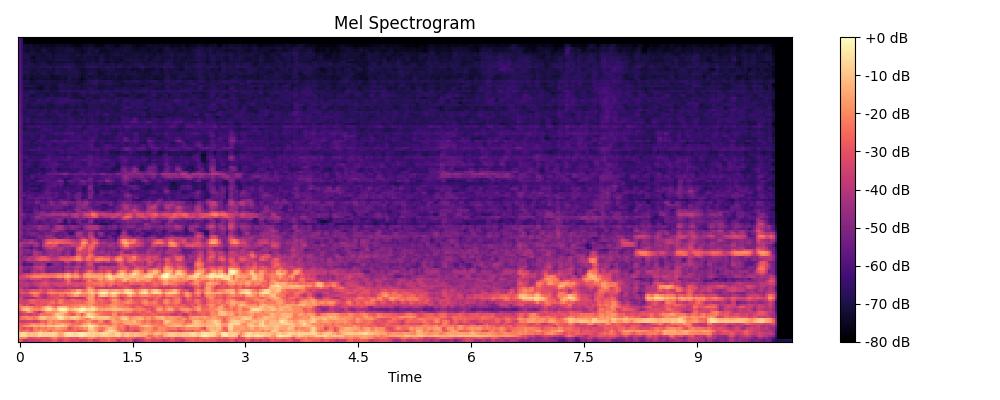 Mel Spectrogram
+0 dB
-10 dB
-20 dB
-30 dB
-40 dB
-50 dB
-60 dB
-70 dB
-80 dB
0 1.5 3 4.5 6 7.5 9
Time